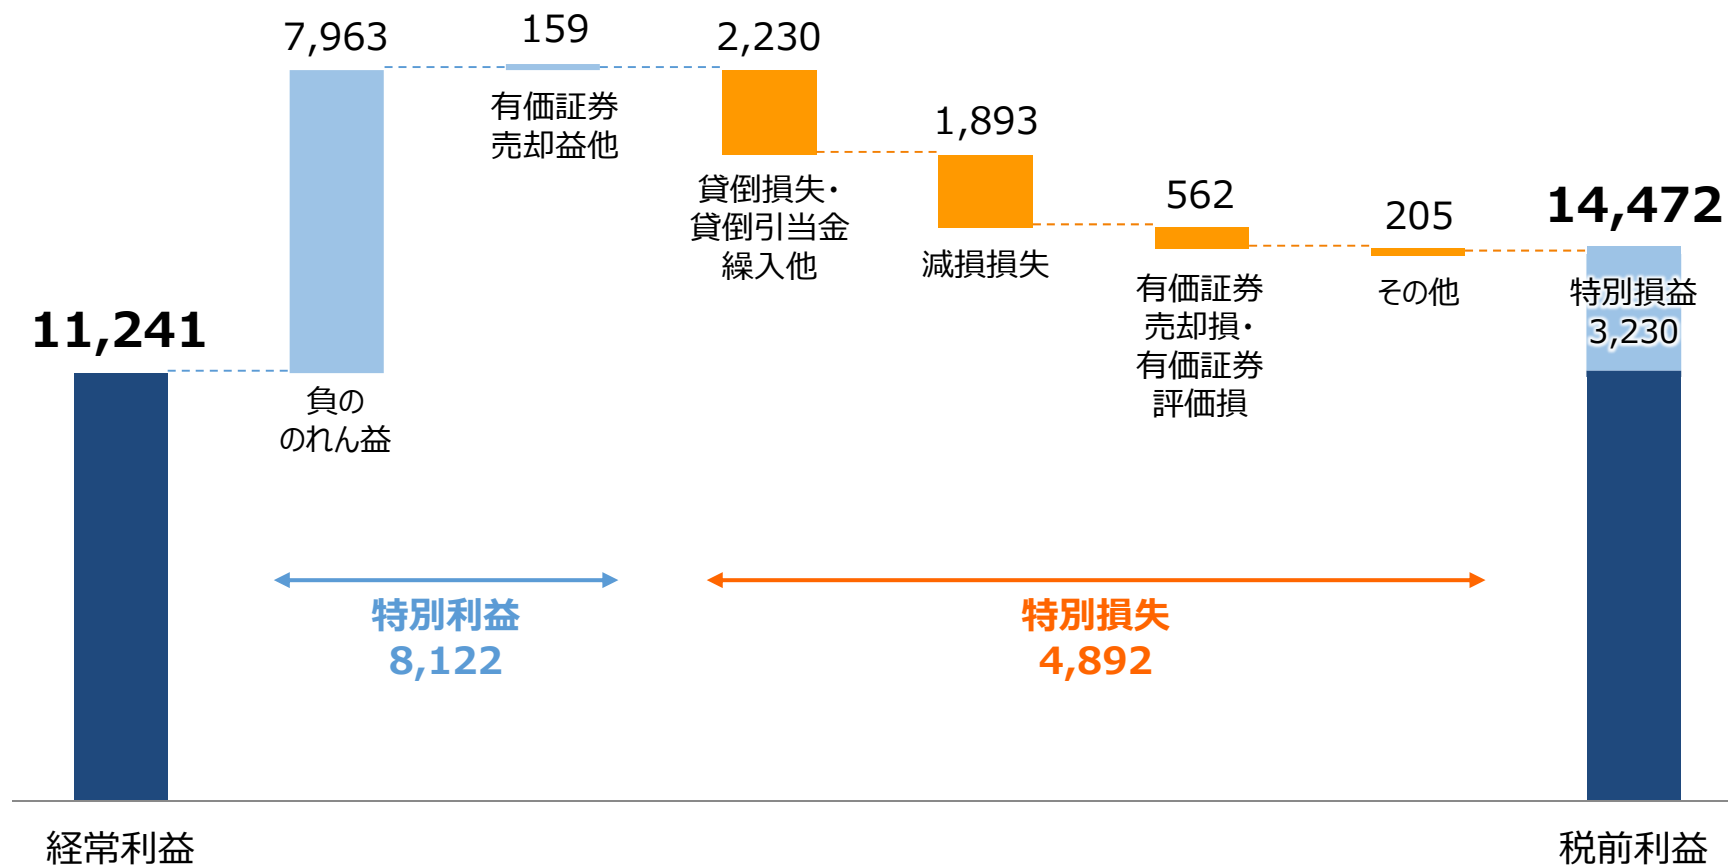 7,963
159
2,230
有価証券
売却益他
1,893
貸倒損失・
貸倒引当金
繰入他
562
205
14,472
減損損失
有価証券
売却損・
有価証券
評価損
その他
特別損益
3,230
11,241
負の
のれん益
特別利益
8,122
特別損失
4,892
経常利益
税前利益